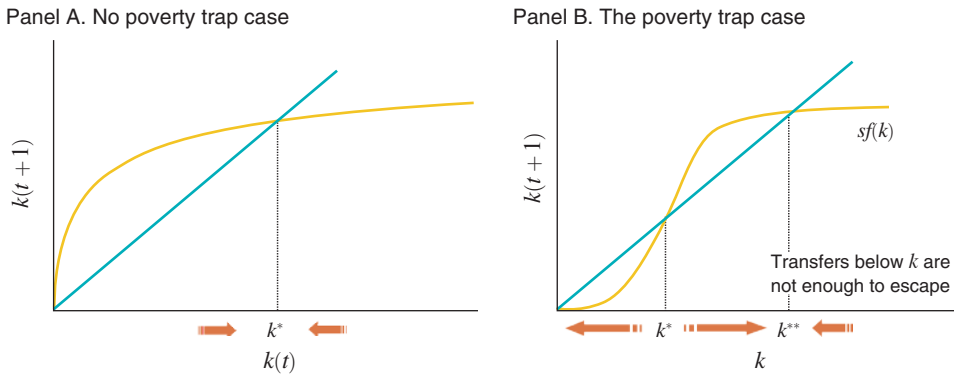 Panel A. No poverty trap case
k(t + 1)
k*
k(t)
Panel B. The poverty trap case
k(t + 1)
sf(k)
Transfers below k are
not enough to escape
k*
k**
k